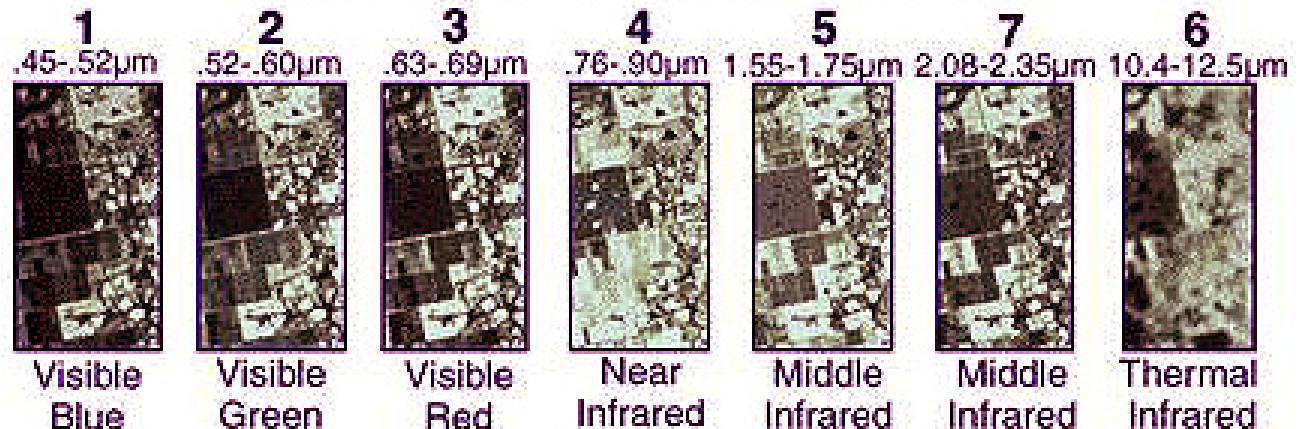 1 2 3 4 5 7 6
.45-.52µm .52-.60µm .63-.69µm .76-.90µm 1.55-1.75µm 2.08-2.35µm 10.4-12.5µm
Visible Visible Visible Near Middle Middle Thermal
Blue Green Red Infrared Infrared Infrared Infrared